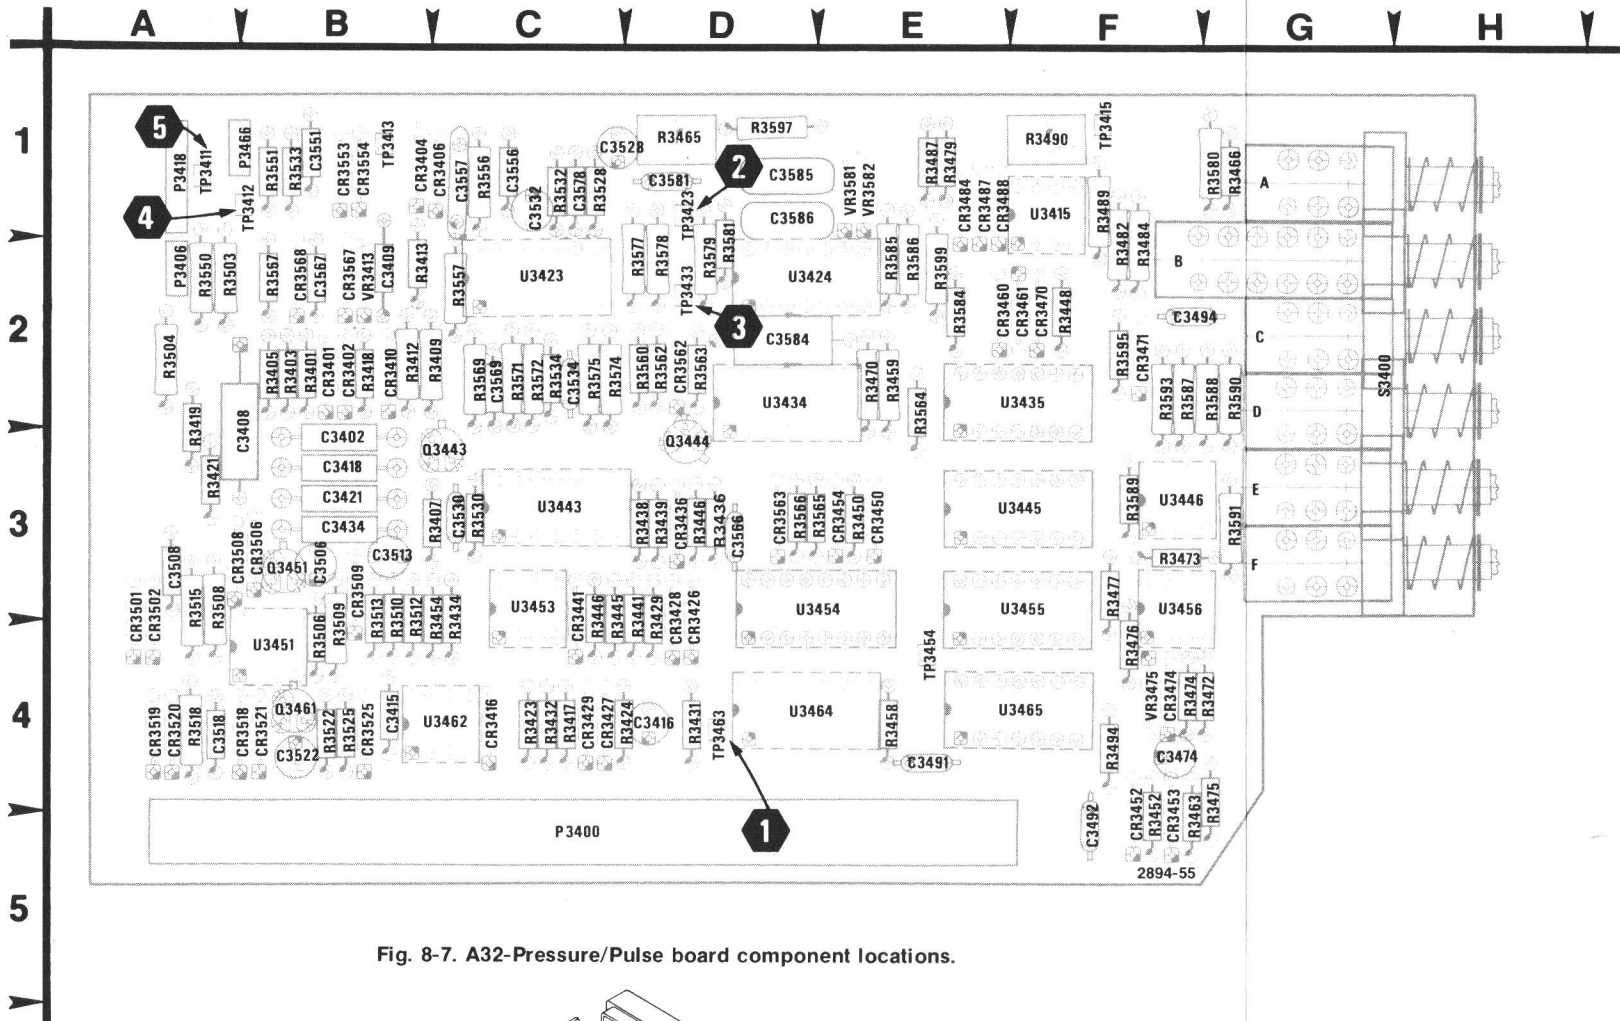 A B C D E F G H
1
5 P3418 TP3411 P3466 R3551 R3533 C3551 CR3553 CR3554 TP3413 CR3404 CR3406 C3557 R3556 C3556 C3532 R3532 C3578 R3528 C3528 R3465 R3597 2 C3581 C3585 C3586 VR3581 VR3582 R3487 R3479 CR3484 CR3487 CR3488 R3490 U3415 TP3415 R3489 R3482 R3484 R3580 R3466 A
4 TP3412 TP3423
P3406 R3550 R3503 R3567 CR3568 C3567 CR3567 VR3413 C3409 R3413 R3557 U3423 R3577 R3578 TP3433 R3579 R3581 U3424 R3585 R3586 R3599 R3584 CR3460 CR3461 CR3470 R3448 B
2
3 C3584 C3494 C
R3504 R3405 R3403 R3401 CR3401 CR3402 R3418 CR3410 R3412 R3409 R3569 C3569 R3571 R3572 R3534 C3534 R3575 R3574 R3560 R3562 CR3562 R3563 U3434 R3470 R3459 R3564 U3435 R3595 CR3471 R3593 R3587 R3588 R3590 D S3400
R3419 R3421 C3408 C3402 Q3443 Q3444
C3418
C3421
C3434
3
R3407 C3530 R3530 U3443 R3438 R3439 CR3436 R3446 R3436 C3566 CR3563 R3566 R3565 CR3454 R3450 CR3450 U3445 R3589 U3446 R3591 E
C3508 CR3508 CR3506 Q3451 C3506 C3513 R3473 F
CR3501 CR3502 R3515 R3508 U3451 R3506 R3509 CR3509 R3513 R3510 R3512 R3454 R3434 U3453 CR3441 R3446 R3445 R3441 R3429 CR3428 CR3426 U3454 TP3454 U3455 R3477 R3476 U3456
4
CR3519 CR3520 R3518 C3518 CR3518 CR3521 Q3461 C3522 R3522 R3525 CR3525 C3415 U3462 CR3416 R3423 R3432 R3417 CR3429 CR3427 R3424 C3416 R3431 TP3463 U3464 R3458 C3491 U3465 R3494 VR3475 CR3474 R3474 R3472 C3474
P3400 1 C3492 CR3452 R3452 CR3453 R3463 R3475
2894-55
5
Fig. 8-7. A32-Pressure/Pulse board component locations.